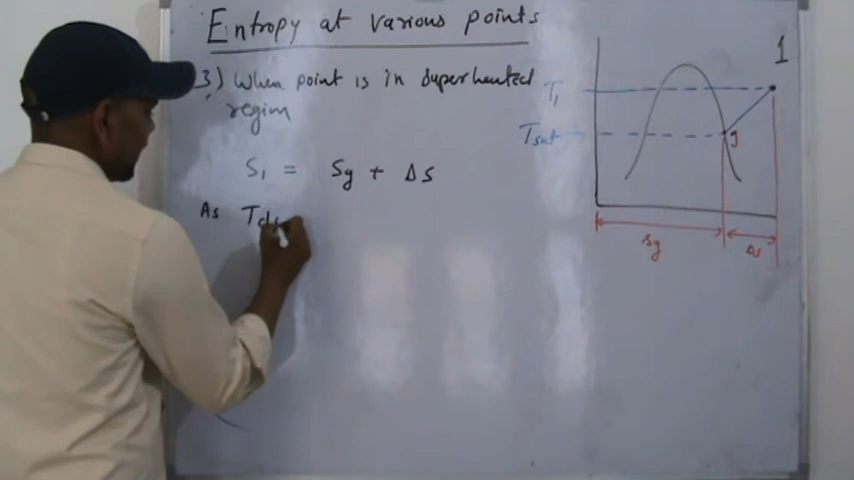 Entropy at various points
3) When point is in superheated
regim
S1 = Sg + Δs
As Tds
1
T1
Tsat
g
sg
Δs